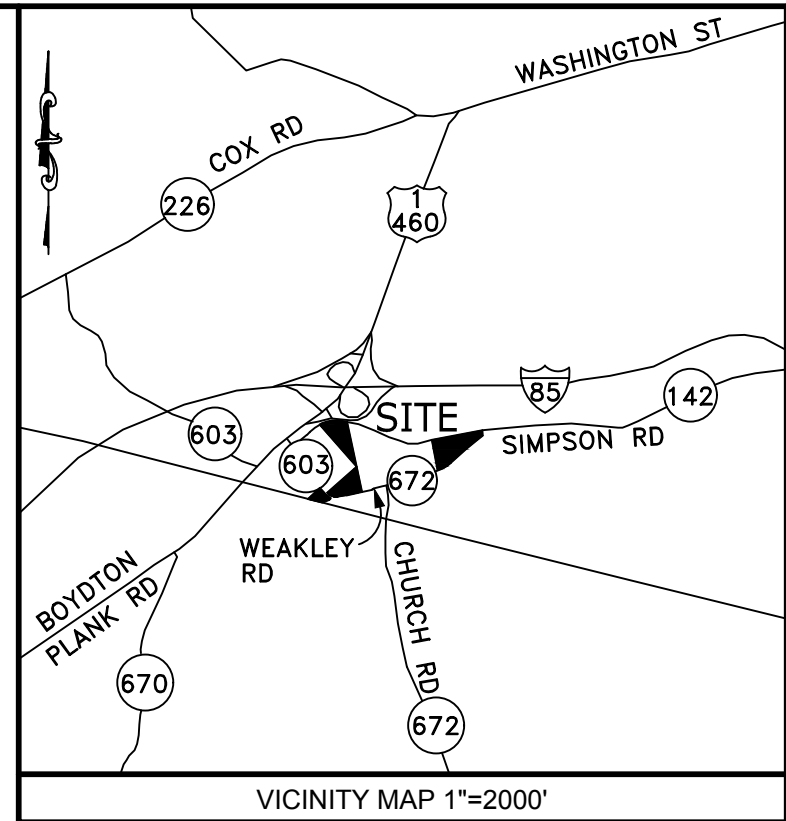 WASHINGTON ST
COX RD
226
1
460
85
142
SITE
603
SIMPSON RD
603
672
WEAKLEY
RD
CHURCH RD
BOYDTON
PLANK RD
670
672
VICINITY MAP 1"=2000'